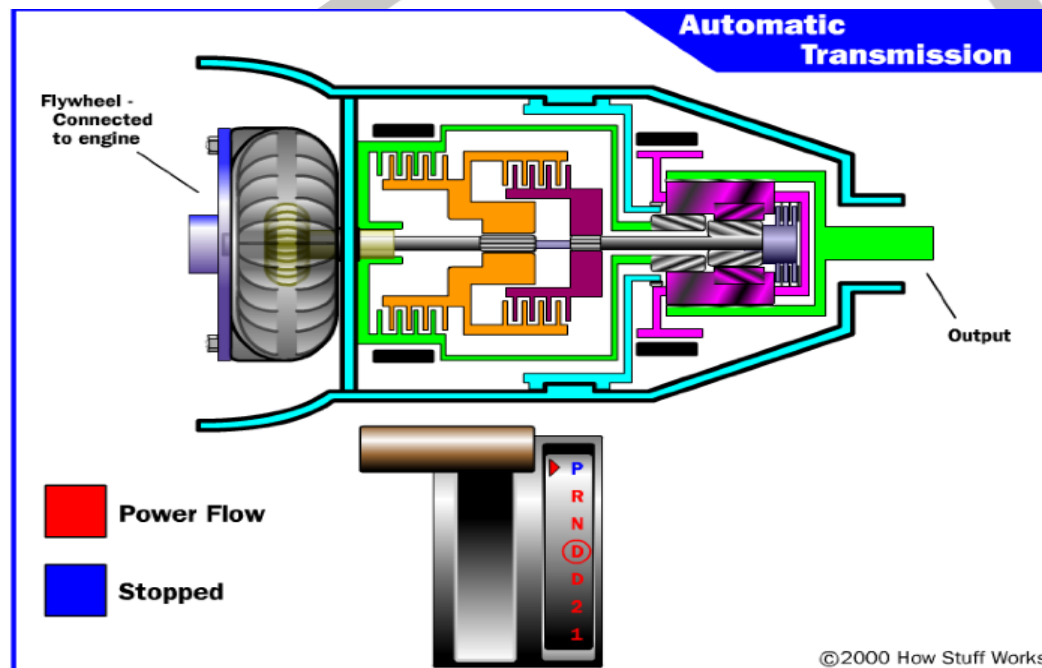 Automatic
Transmission
Flywheel -
Connected
to engine
Output
P
R
N
D
D
2
1
Power Flow
Stopped
©2000 How Stuff Works